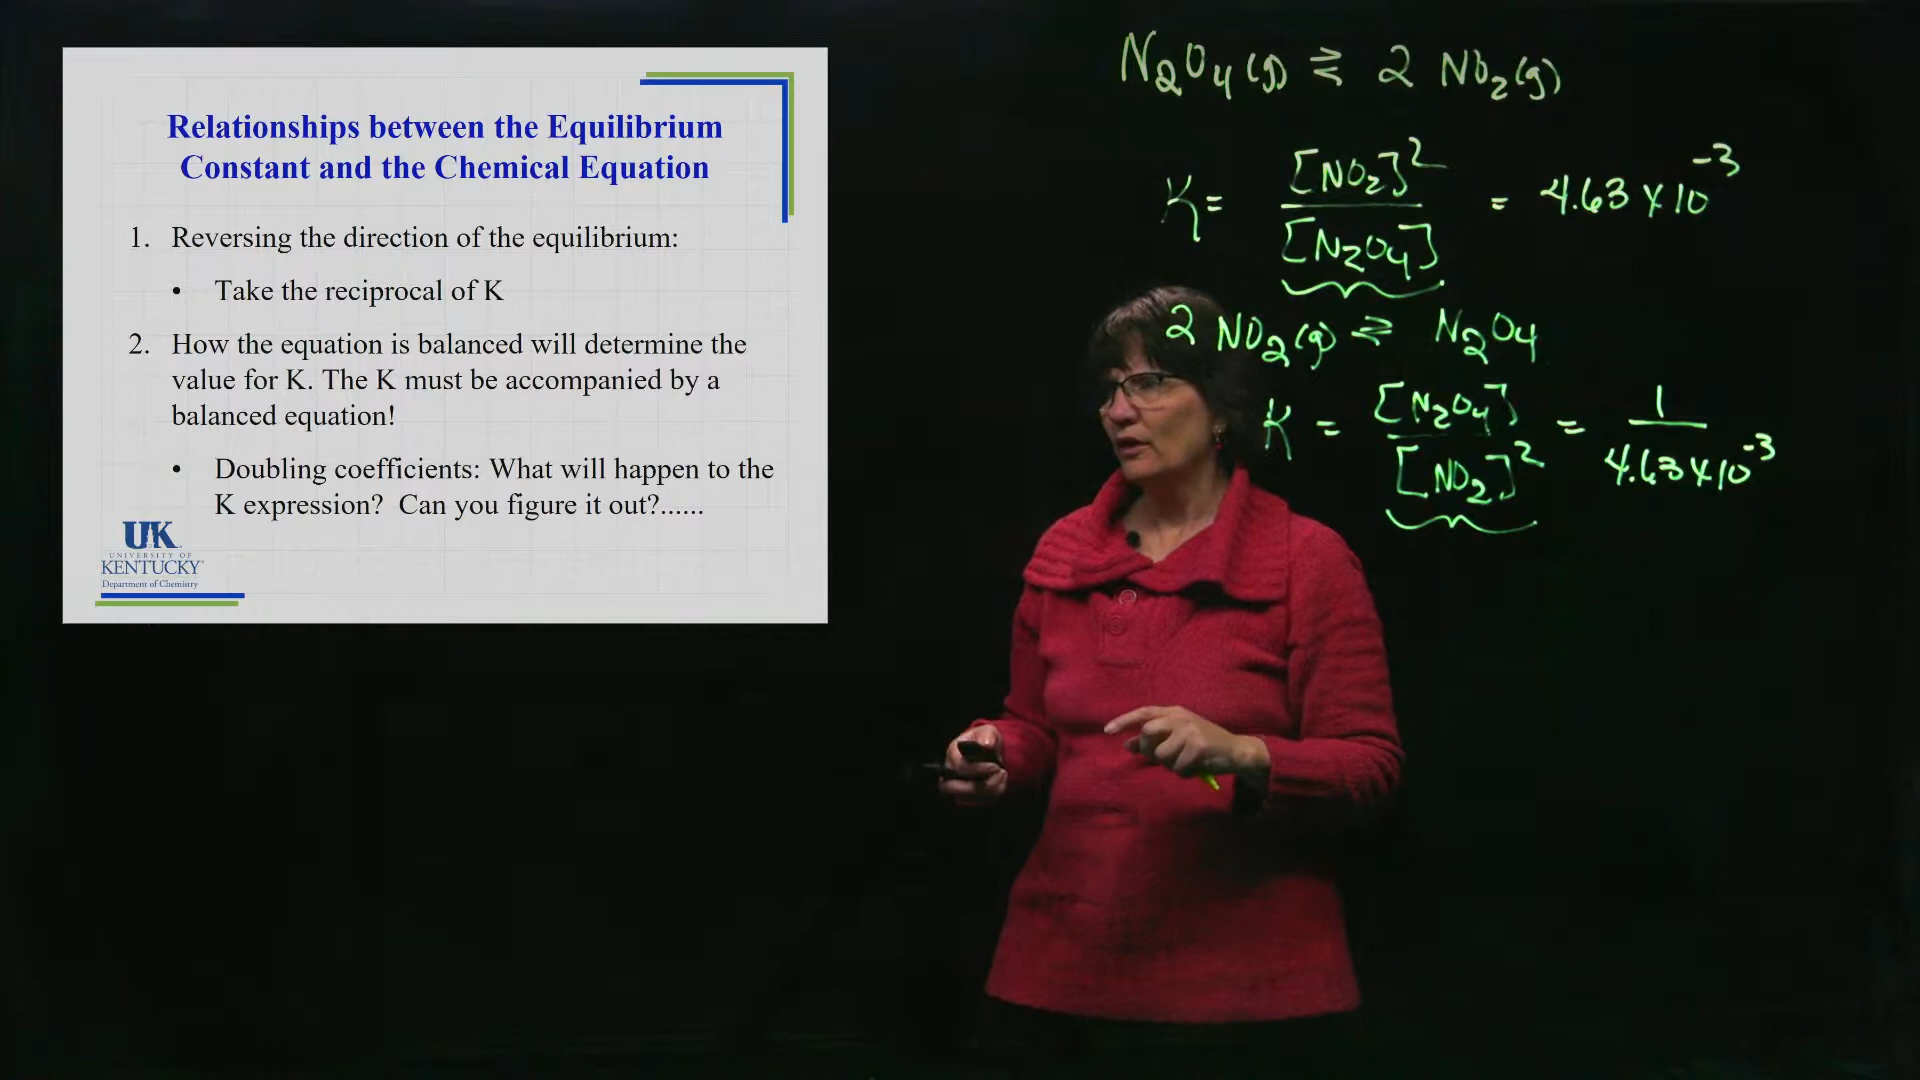 Relationships between the Equilibrium
Constant and the Chemical Equation
1. Reversing the direction of the equilibrium:
• Take the reciprocal of K
2. How the equation is balanced will determine the
value for K. The K must be accompanied by a
balanced equation!
• Doubling coefficients: What will happen to the
K expression? Can you figure it out?......
UK
UNIVERSITY OF
KENTUCKY
Department of Chemistry
N₂O₄(g) ⇄ 2 NO₂(g)
K = [NO₂]² / [N₂O₄] = 4.63 x 10⁻³
2 NO₂(g) ⇄ N₂O₄
K = [N₂O₄] / [NO₂]² = 1 / 4.63 x 10⁻³